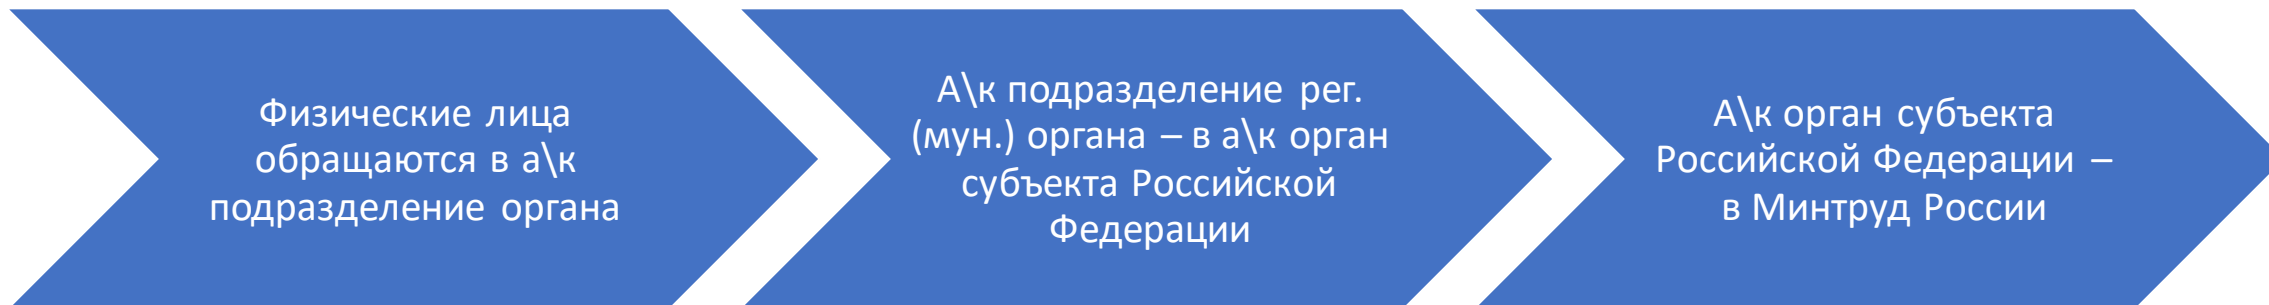 Физические лица
обращаются в а\к
подразделение органа
А\к подразделение рег.
(мун.) органа – в а\к орган
субъекта Российской
Федерации
А\к орган субъекта
Российской Федерации –
в Минтруд России